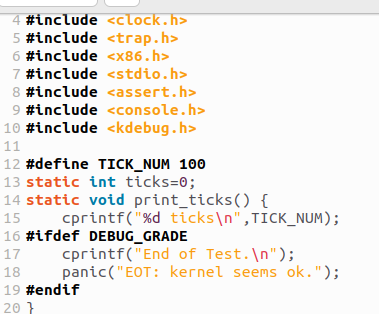 4 #include <clock.h>
5 #include <trap.h>
6 #include <x86.h>
7 #include <stdio.h>
8 #include <assert.h>
9 #include <console.h>
10 #include <kdebug.h>
11
12 #define TICK_NUM 100
13 static int ticks=0;
14 static void print_ticks() {
15     cprintf("%d ticks\n",TICK_NUM);
16 #ifdef DEBUG_GRADE
17     cprintf("End of Test.\n");
18     panic("EOT: kernel seems ok.");
19 #endif
20 }